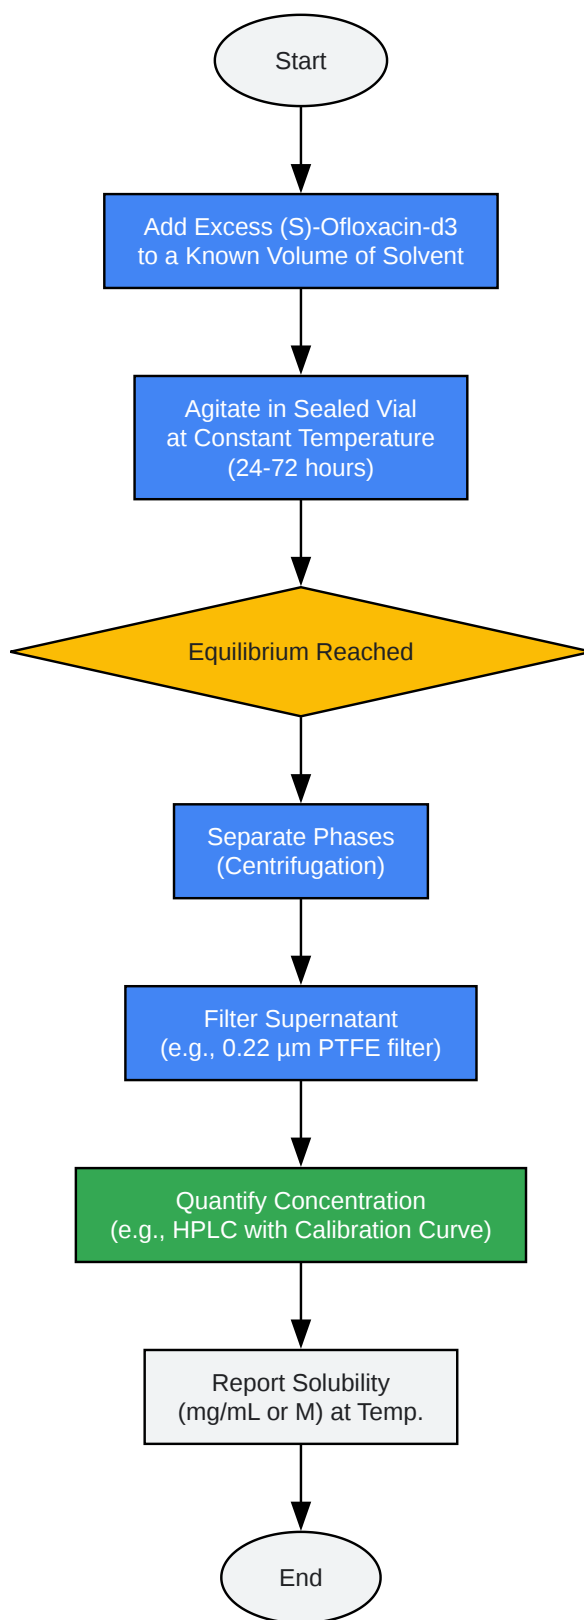 Start
Add Excess (S)-Ofloxacin-d3
to a Known Volume of Solvent
Agitate in Sealed Vial
at Constant Temperature
(24-72 hours)
Equilibrium Reached
Separate Phases
(Centrifugation)
Filter Supernatant
(e.g., 0.22 µm PTFE filter)
Quantify Concentration
(e.g., HPLC with Calibration Curve)
Report Solubility
(mg/mL or M) at Temp.
End